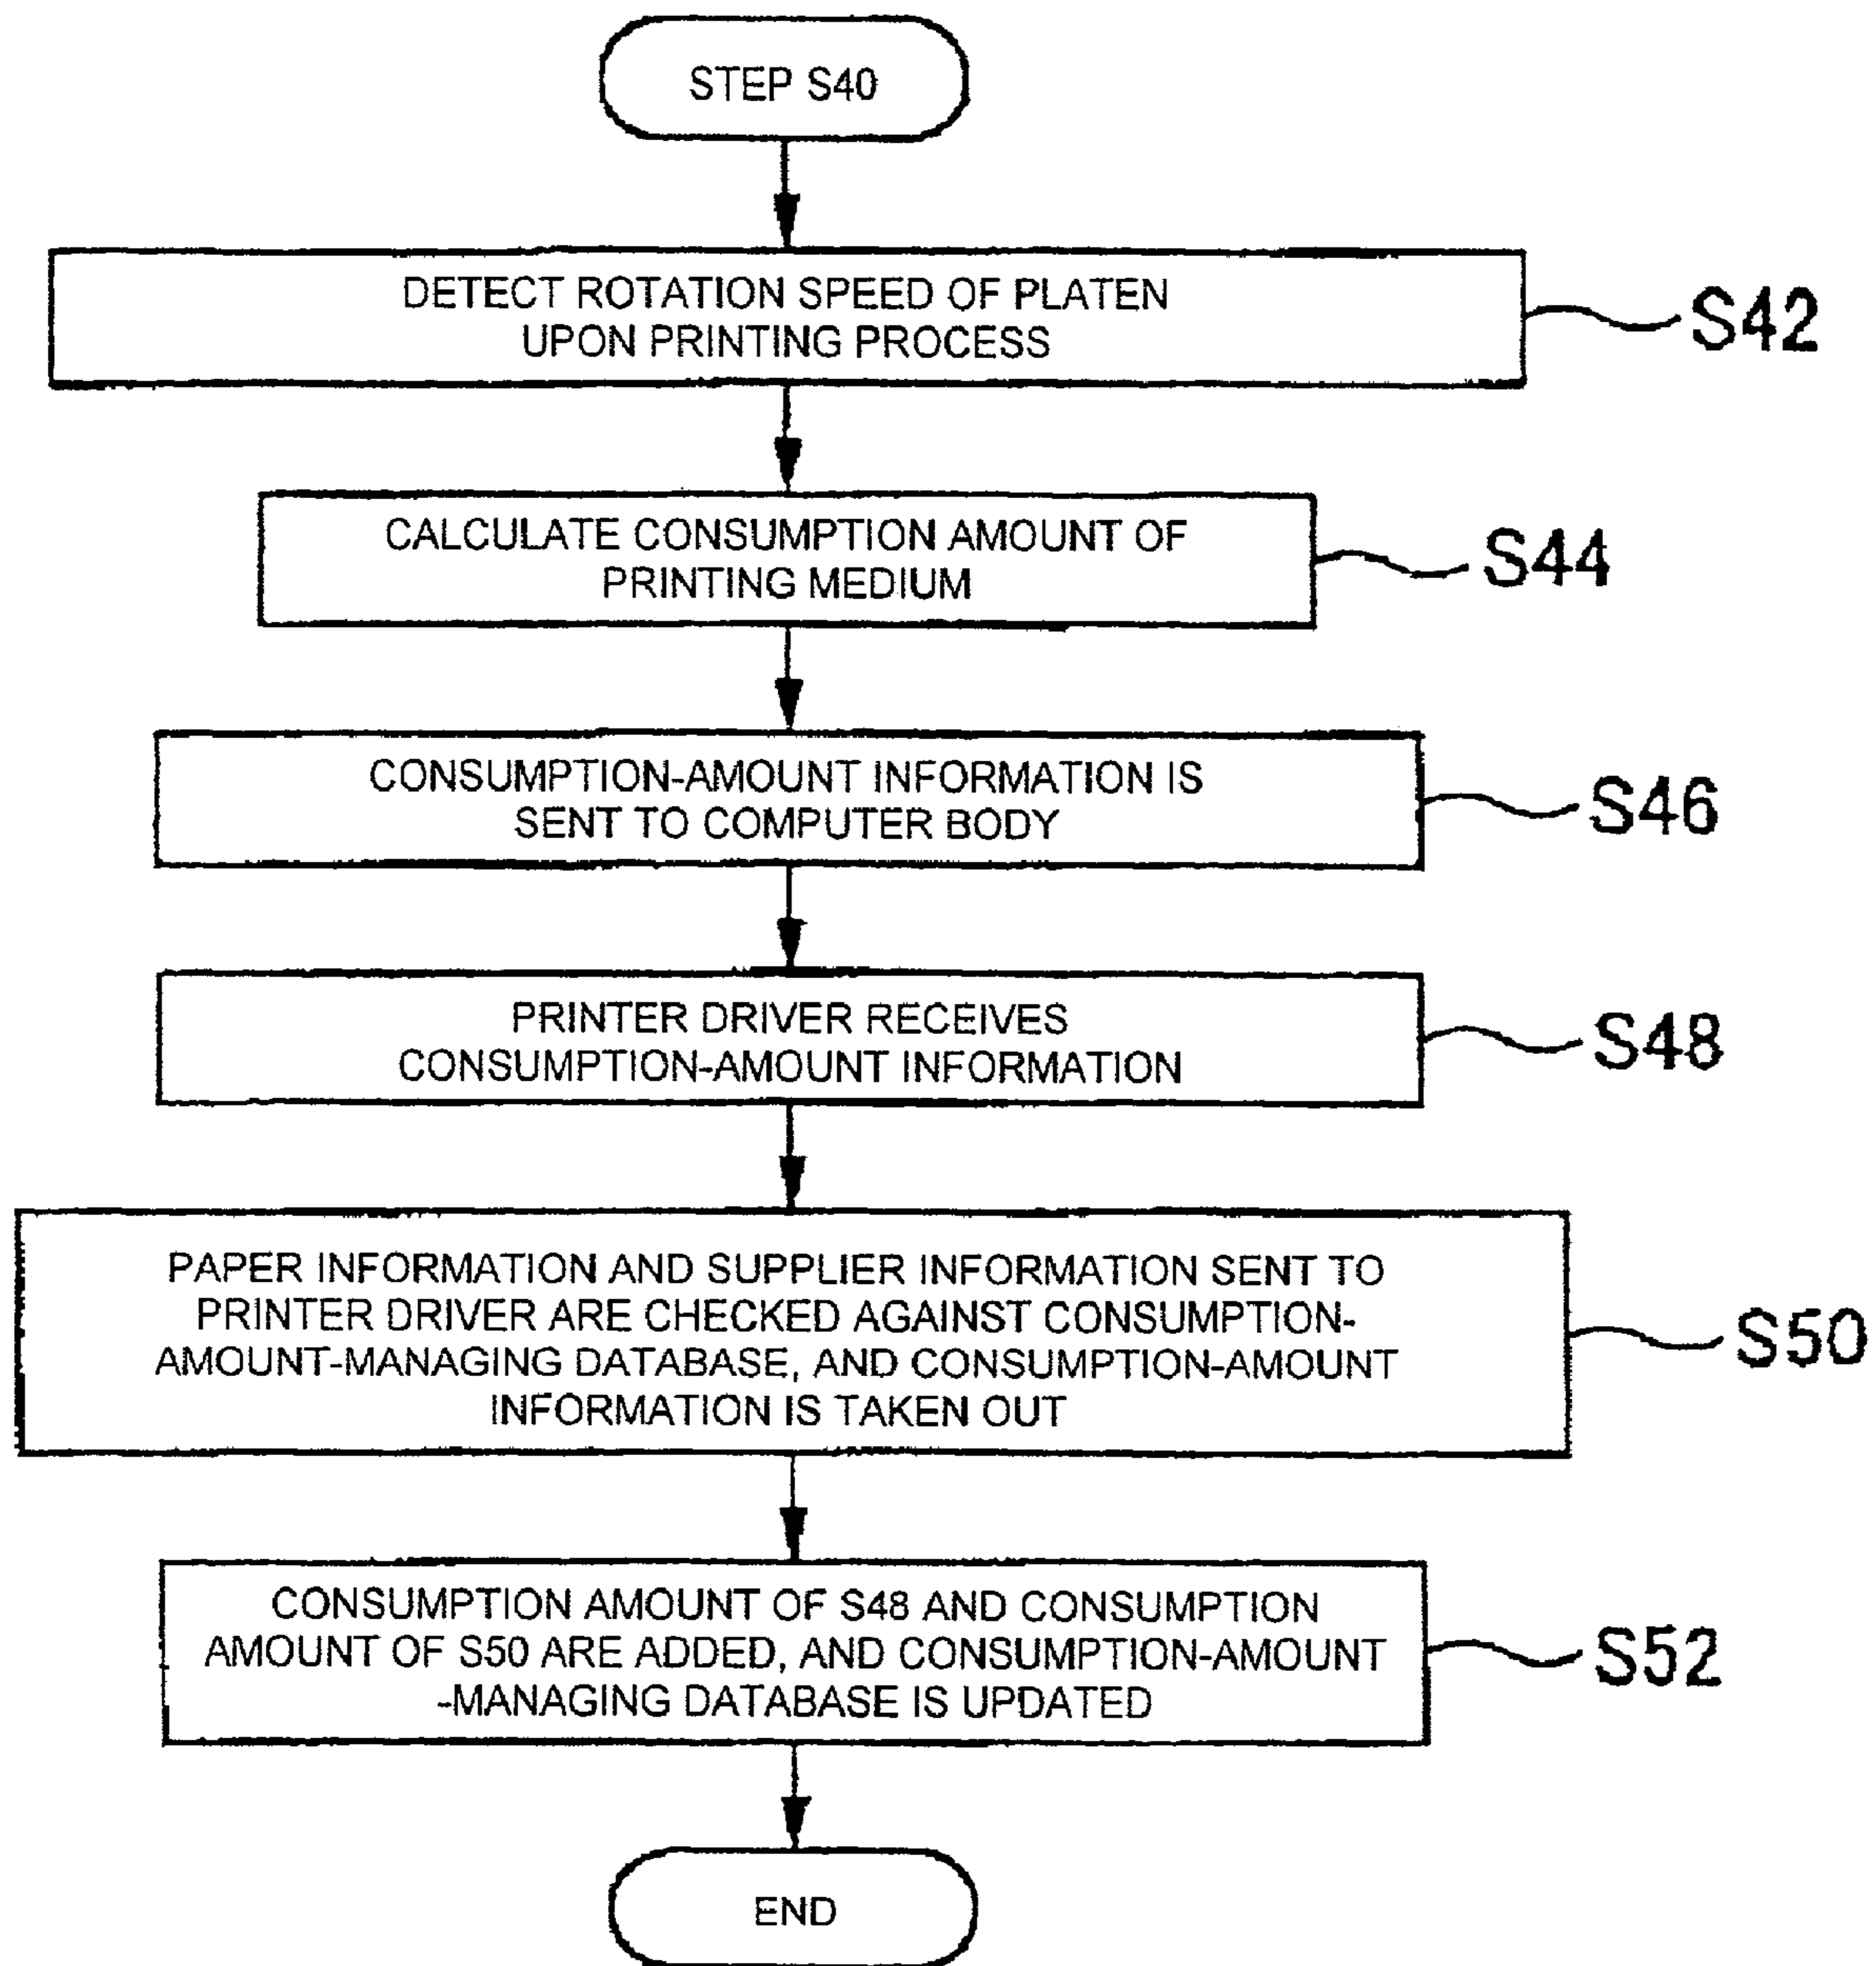 STEP S40
DETECT ROTATION SPEED OF PLATEN
UPON PRINTING PROCESS
S42
CALCULATE CONSUMPTION AMOUNT OF
PRINTING MEDIUM
S44
CONSUMPTION-AMOUNT INFORMATION IS
SENT TO COMPUTER BODY
S46
PRINTER DRIVER RECEIVES
CONSUMPTION-AMOUNT INFORMATION
S48
PAPER INFORMATION AND SUPPLIER INFORMATION SENT TO
PRINTER DRIVER ARE CHECKED AGAINST CONSUMPTION-
AMOUNT-MANAGING DATABASE, AND CONSUMPTION-AMOUNT
INFORMATION IS TAKEN OUT
S50
CONSUMPTION AMOUNT OF S48 AND CONSUMPTION
AMOUNT OF S50 ARE ADDED, AND CONSUMPTION-AMOUNT
-MANAGING DATABASE IS UPDATED
S52
END